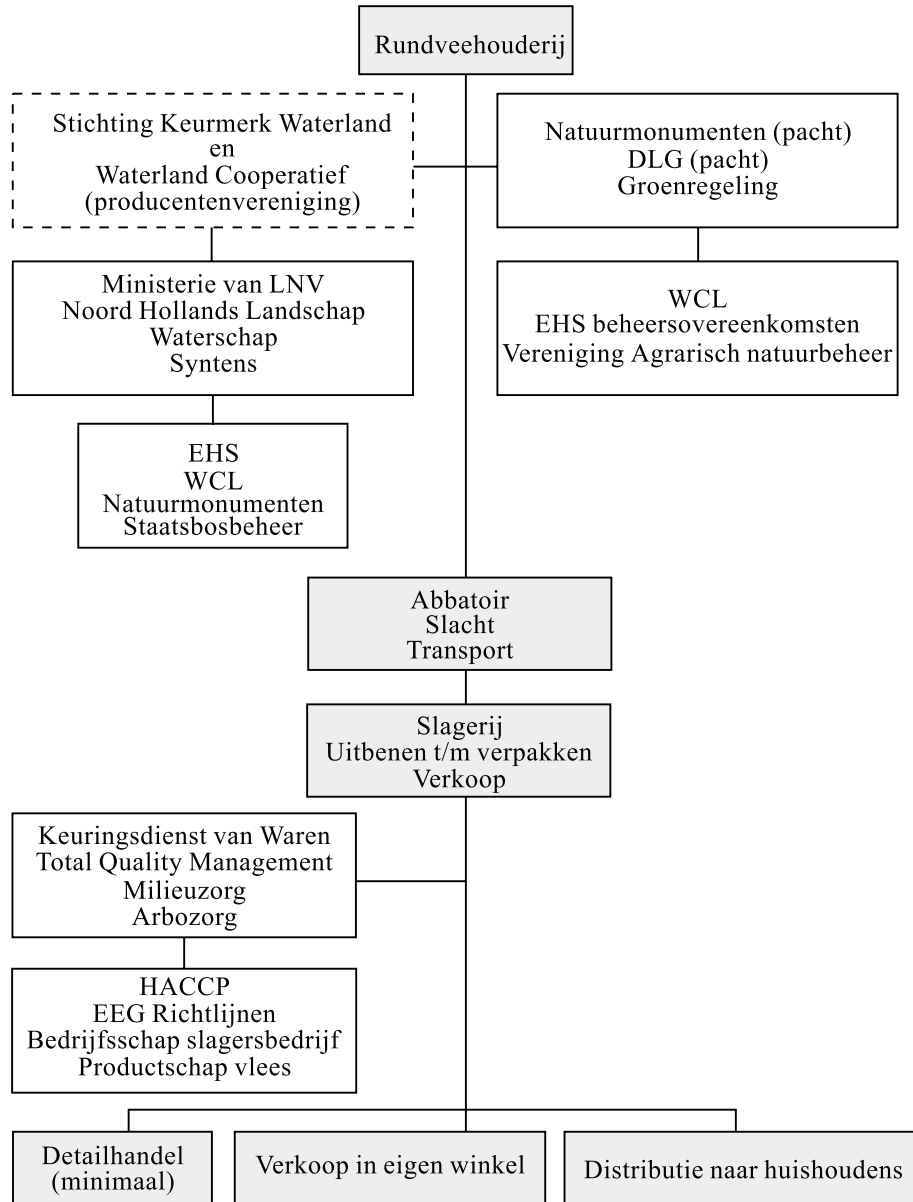 Rundveehouderij
Stichting Keurmerk Waterland
en
Waterland Cooperatief
(producentenvereniging)
Natuurmonumenten (pacht)
DLG (pacht)
Groenregeling
Ministerie van LNV
Noord Hollands Landschap
Waterschap
Syntens
WCL
EHS beheersovereenkomsten
Vereniging Agrarisch natuurbeheer
EHS
WCL
Natuurmonumenten
Staatsbosbeheer
Abbatoir
Slacht
Transport
Slagerij
Uitbenen t/m verpakken
Verkoop
Keuringsdienst van Waren
Total Quality Management
Milieuzorg
Arbozorg
HACCP
EEG Richtlijnen
Bedrijfsschap slagersbedrijf
Productschap vlees
Detailhandel
(minimaal)
Verkoop in eigen winkel
Distributie naar huishoudens